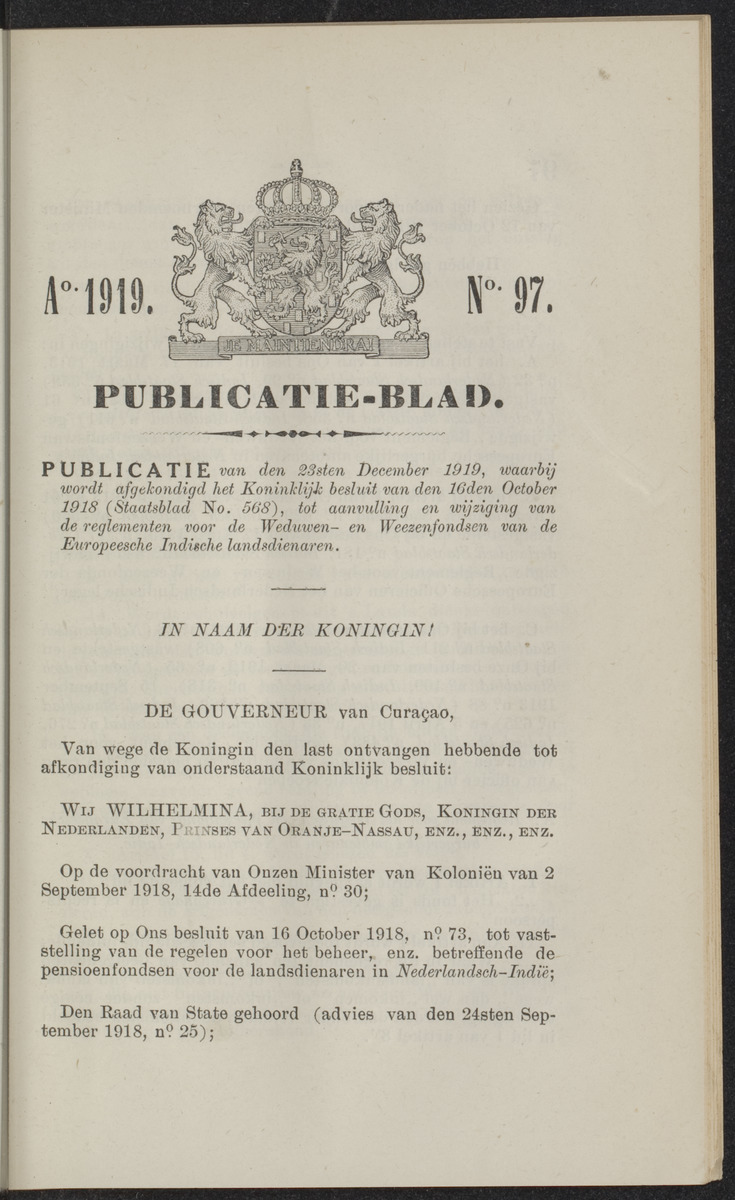 Aº. 1919.
Nº. 97.
JE MAINTIENDRAI
PUBLICATIE-BLAD.
PUBLICATIE van den 23sten December 1919, waarbij
wordt afgekondigd het Koninklijk besluit van den 16den October
1918 (Staatsblad No. 568), tot aanvulling en wijziging van
de reglementen voor de Weduwen- en Weezenfondsen van de
Europeesche Indische landsdienaren.
IN NAAM DER KONINGIN!
DE GOUVERNEUR van Curaçao,
Van wege de Koningin den last ontvangen hebbende tot
afkondiging van onderstaand Koninklijk besluit:
WIJ WILHELMINA, BIJ DE GRATIE GODS, KONINGIN DER
NEDERLANDEN, PRINSES VAN ORANJE-NASSAU, ENZ., ENZ., ENZ.
Op de voordracht van Onzen Minister van Koloniën van 2
September 1918, 14de Afdeeling, nº 30;
Gelet op Ons besluit van 16 October 1918, nº 73, tot vast-
stelling van de regelen voor het beheer, enz. betreffende de
pensioenfondsen voor de landsdienaren in Nederlandsch-Indië;
Den Raad van State gehoord (advies van den 24sten Sep-
tember 1918, nº 25);